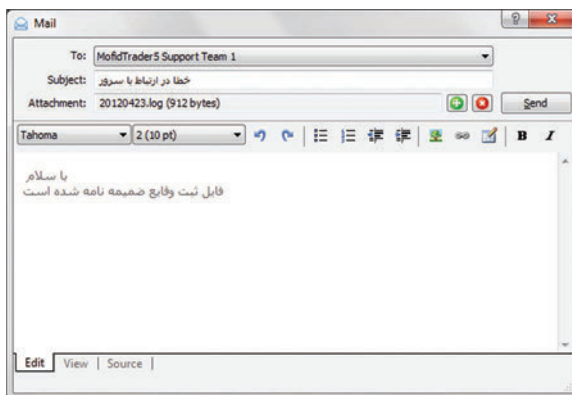 Mail
To: MofidTrader5 Support Team 1
Subject: خطا در ارتباط با سرور
Attachment: 20120423.log (912 bytes) Send
Tahoma 2 (10 pt) B I
با سلام
فایل ثبت وقایع ضمیمه نامه شده است
Edit View | Source |